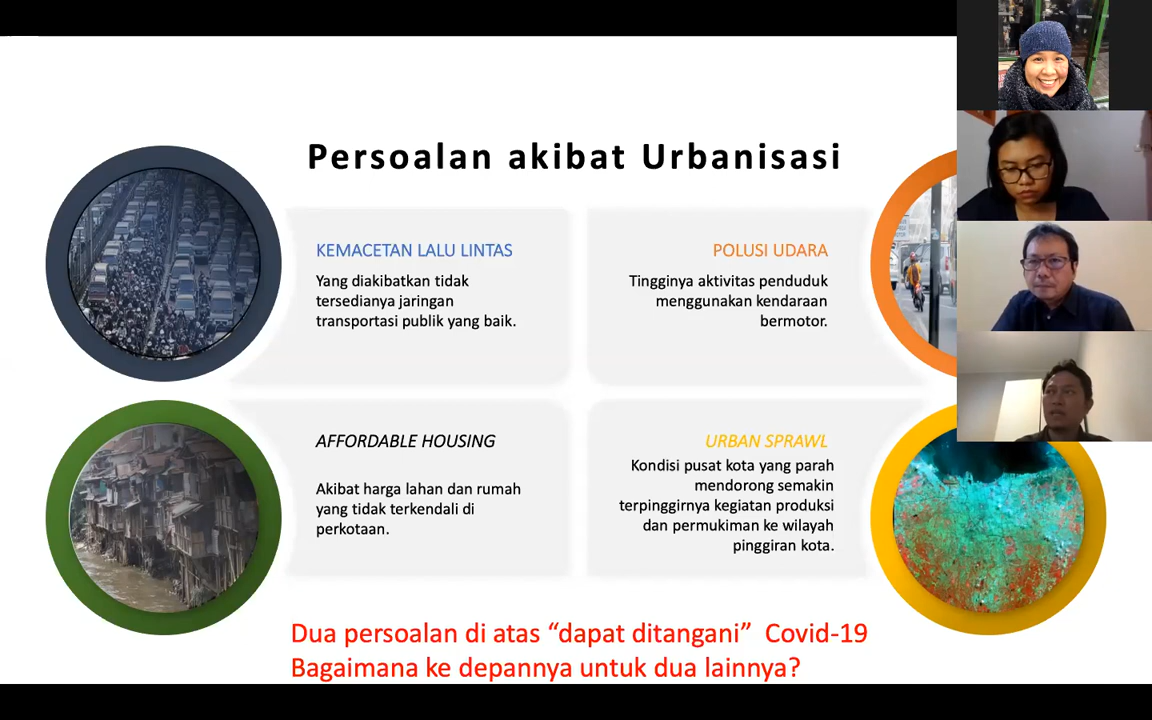 Persoalan akibat Urbanisasi
KEMACETAN LALU LINTAS
Yang diakibatkan tidak
tersedianya jaringan
transportasi publik yang baik.
POLUSI UDARA
Tingginya aktivitas penduduk
menggunakan kendaraan
bermotor.
AFFORDABLE HOUSING
Akibat harga lahan dan rumah
yang tidak terkendali di
perkotaan.
URBAN SPRAWL
Kondisi pusat kota yang parah
mendorong semakin
terpinggirnya kegiatan produksi
dan permukiman ke wilayah
pinggiran kota.
Dua persoalan di atas “dapat ditangani” Covid-19
Bagaimana ke depannya untuk dua lainnya?